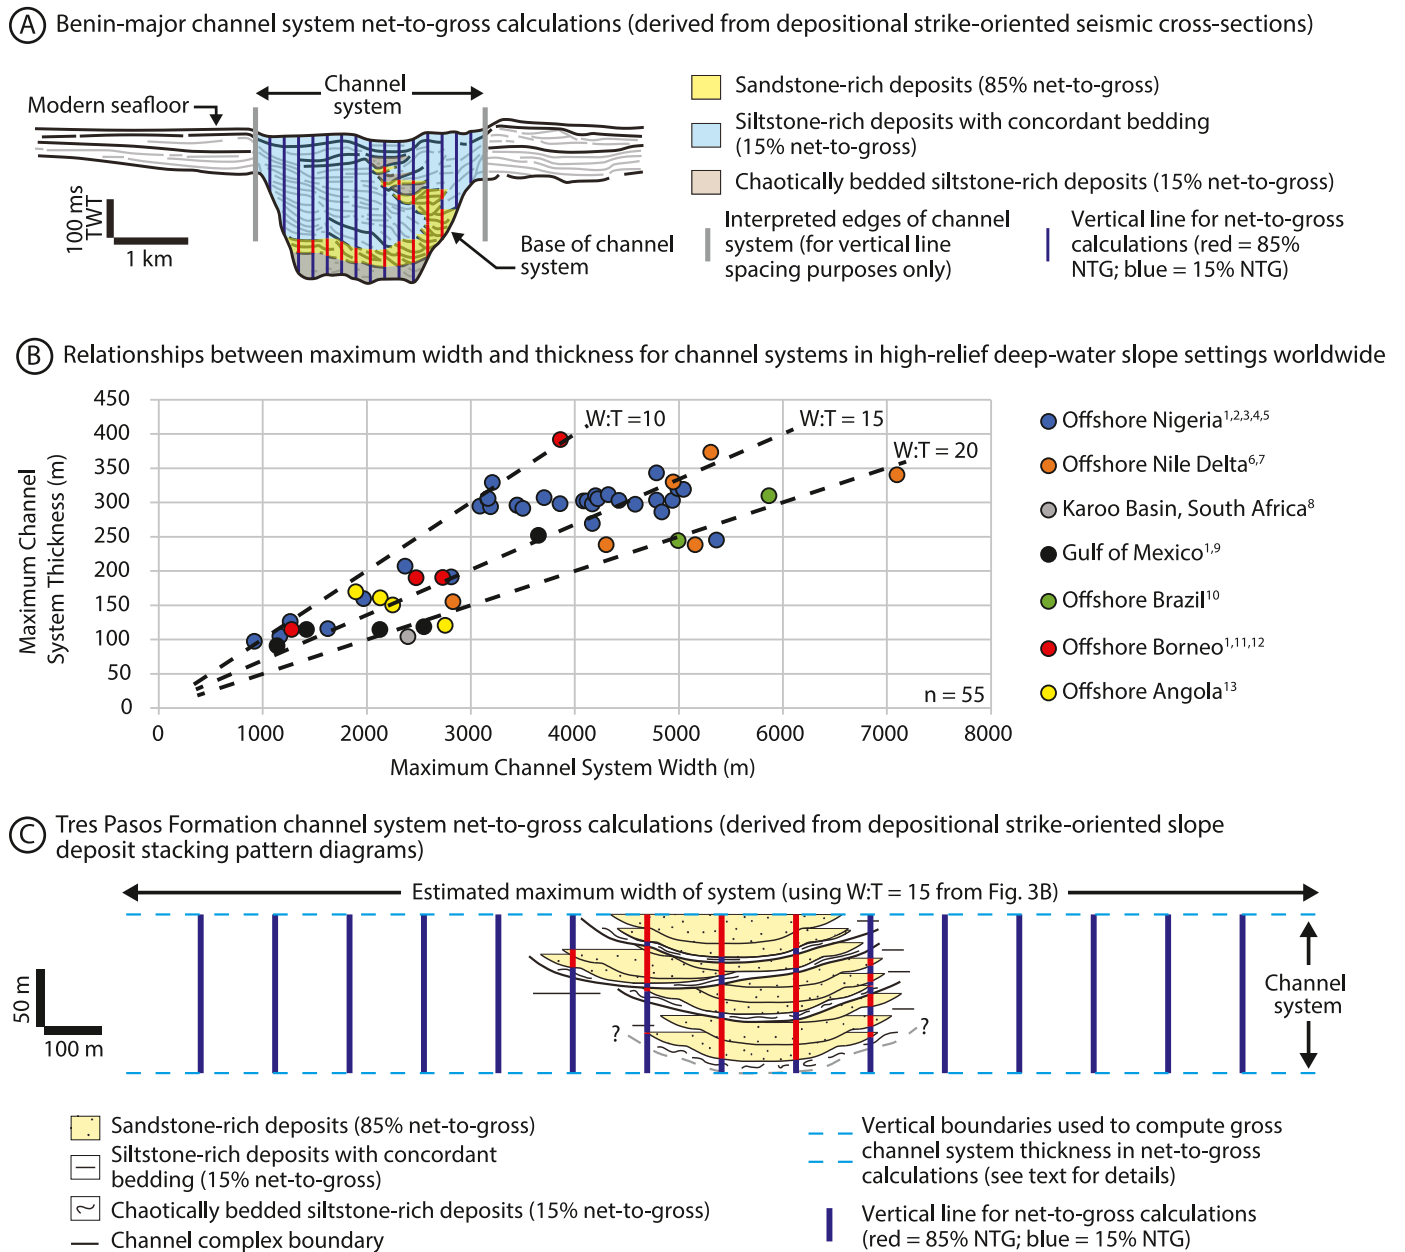 A Benin-major channel system net-to-gross calculations (derived from depositional strike-oriented seismic cross-sections)
Modern seafloor
Channel
system
100 ms
TWT
1 km
Base of channel
system
Sandstone-rich deposits (85% net-to-gross)
Siltstone-rich deposits with concordant bedding
(15% net-to-gross)
Chaotically bedded siltstone-rich deposits (15% net-to-gross)
Interpreted edges of channel
system (for vertical line
spacing purposes only)
Vertical line for net-to-gross
calculations (red = 85%
NTG; blue = 15% NTG)
B Relationships between maximum width and thickness for channel systems in high-relief deep-water slope settings worldwide
Maximum Channel
System Thickness (m)
450
400
350
300
250
200
150
100
50
0
W:T =10
W:T = 15
W:T = 20
n = 55
0 1000 2000 3000 4000 5000 6000 7000 8000
Maximum Channel System Width (m)
Offshore Nigeria1,2,3,4,5
Offshore Nile Delta6,7
Karoo Basin, South Africa8
Gulf of Mexico1,9
Offshore Brazil10
Offshore Borneo1,11,12
Offshore Angola13
C Tres Pasos Formation channel system net-to-gross calculations (derived from depositional strike-oriented slope
deposit stacking pattern diagrams)
Estimated maximum width of system (using W:T = 15 from Fig. 3B)
50 m
100 m
?
?
Channel
system
Sandstone-rich deposits (85% net-to-gross)
Siltstone-rich deposits with concordant
bedding (15% net-to-gross)
Chaotically bedded siltstone-rich deposits (15% net-to-gross)
Channel complex boundary
Vertical boundaries used to compute gross
channel system thickness in net-to-gross
calculations (see text for details)
Vertical line for net-to-gross calculations
(red = 85% NTG; blue = 15% NTG)